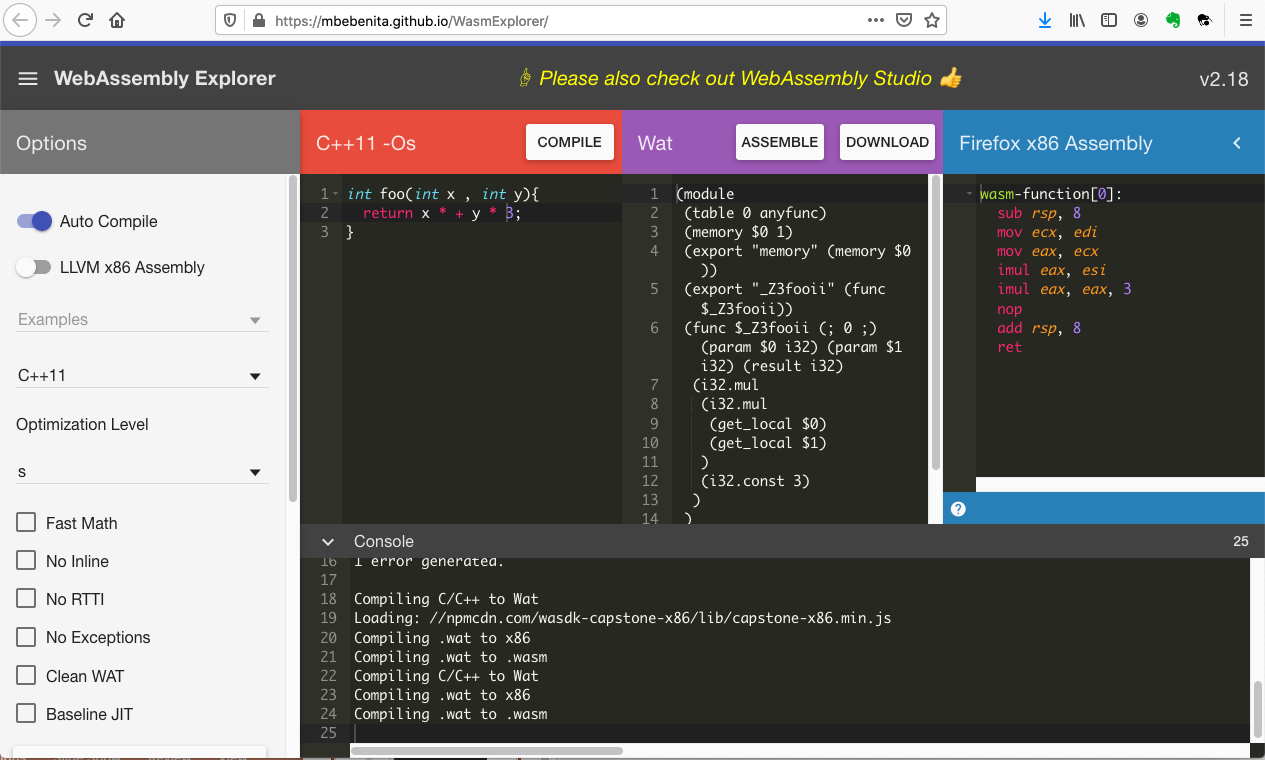 https://mbebenita.github.io/WasmExplorer/
WebAssembly Explorer
☝ Please also check out WebAssembly Studio 👍
v2.18
Options
C++11 -Os
COMPILE
Wat
ASSEMBLE
DOWNLOAD
Firefox x86 Assembly
Auto Compile
LLVM x86 Assembly
Examples
C++11
Optimization Level
s
Fast Math
No Inline
No RTTI
No Exceptions
Clean WAT
Baseline JIT
1 int foo(int x , int y){
2 return x * + y * 3;
3 }
1 (module
2 (table 0 anyfunc)
3 (memory $0 1)
4 (export "memory" (memory $0
))
5 (export "_Z3fooii" (func
$_Z3fooii))
6 (func $_Z3fooii (; 0 ;)
(param $0 i32) (param $1
i32) (result i32)
7 (i32.mul
8 (i32.mul
9 (get_local $0)
10 (get_local $1)
11 )
12 (i32.const 3)
13 )
14 )
wasm-function[0]:
sub rsp, 8
mov ecx, edi
mov eax, ecx
imul eax, esi
imul eax, eax, 3
nop
add rsp, 8
ret
Console
25
16 1 error generated.
17
18 Compiling C/C++ to Wat
19 Loading: //npmcdn.com/wasdk-capstone-x86/lib/capstone-x86.min.js
20 Compiling .wat to x86
21 Compiling .wat to .wasm
22 Compiling C/C++ to Wat
23 Compiling .wat to x86
24 Compiling .wat to .wasm
25